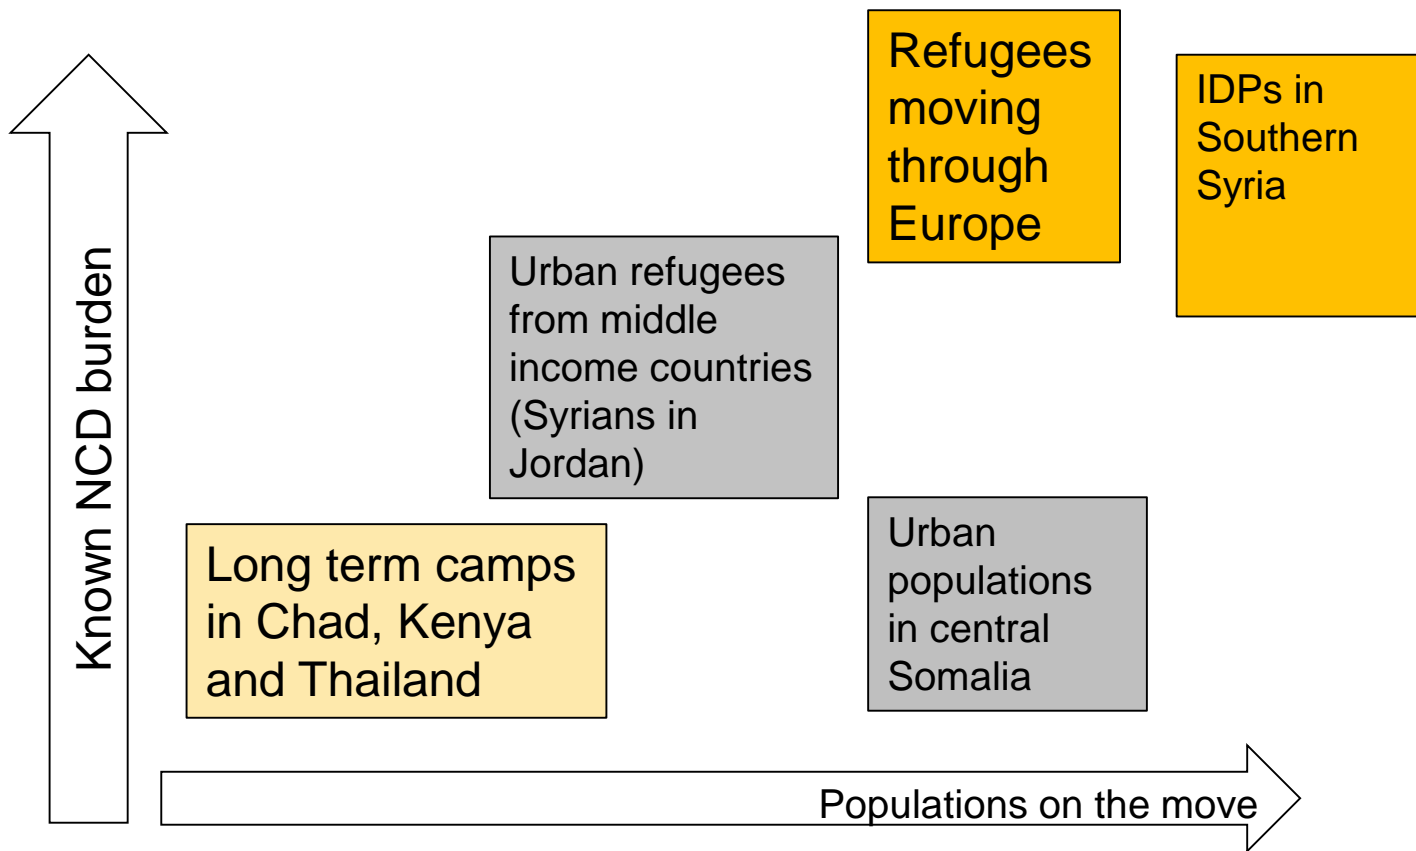 Refugees
moving
through
Europe
IDPs in
Southern
Syria
Urban refugees
from middle
income countries
(Syrians in
Jordan)
Known NCD burden
Long term camps
in Chad, Kenya
and Thailand
Urban
populations
in central
Somalia
Populations on the move